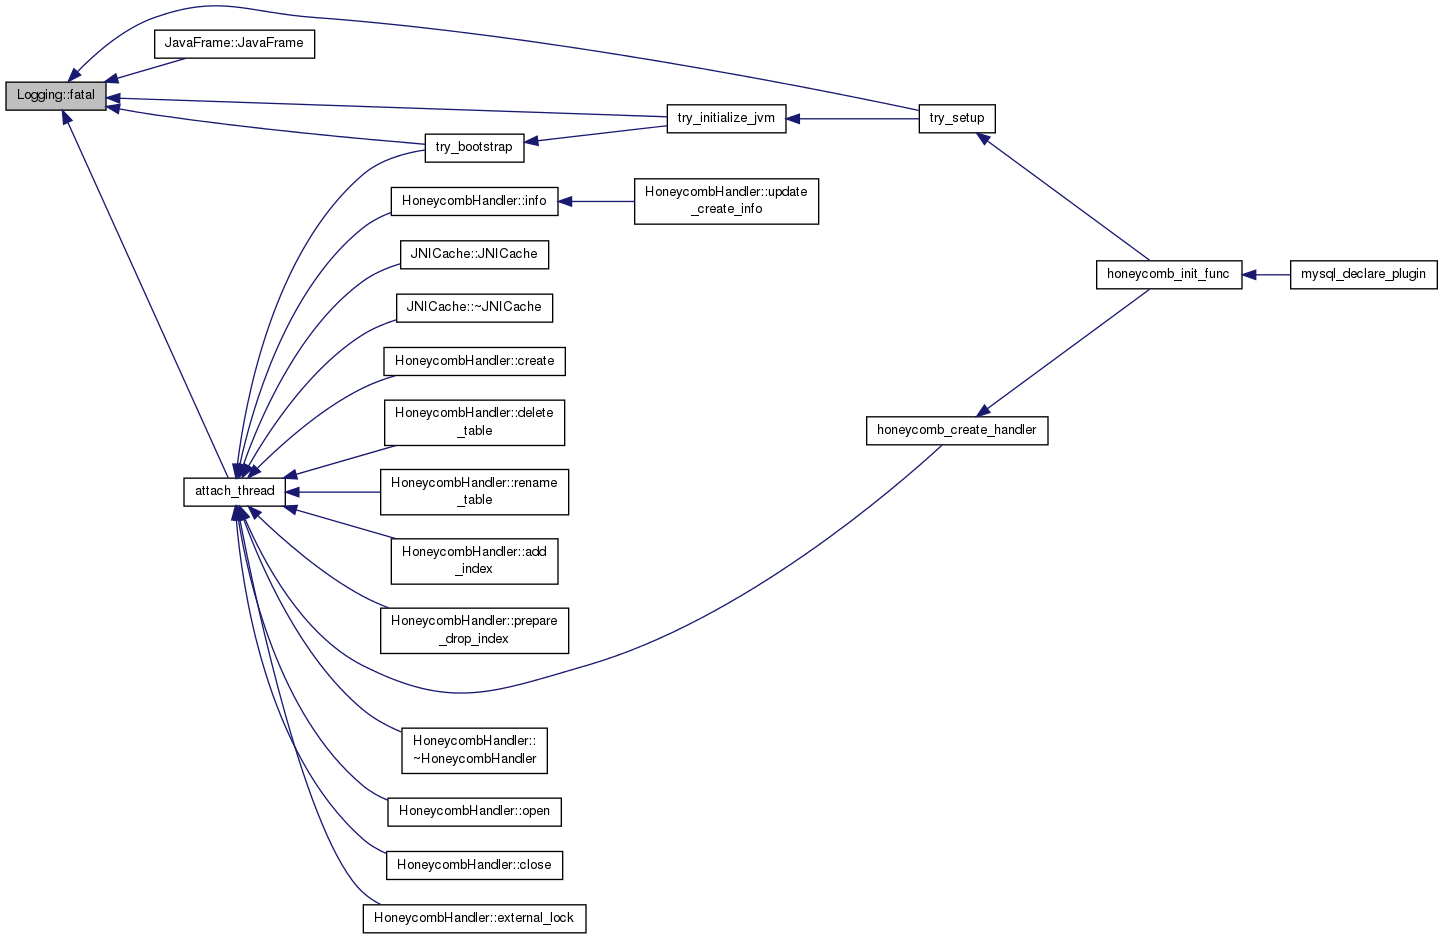 JavaFrame::JavaFrame
Logging::fatal
try_initialize_jvm
try_setup
try_bootstrap
HoneycombHandler::info
HoneycombHandler::update
_create_info
JNICache::JNICache
honeycomb_init_func
mysql_declare_plugin
JNICache::~JNICache
HoneycombHandler::create
HoneycombHandler::delete
_table
honeycomb_create_handler
HoneycombHandler::rename
_table
attach_thread
HoneycombHandler::add
_index
HoneycombHandler::prepare
_drop_index
HoneycombHandler::
~HoneycombHandler
HoneycombHandler::open
HoneycombHandler::close
HoneycombHandler::external_lock